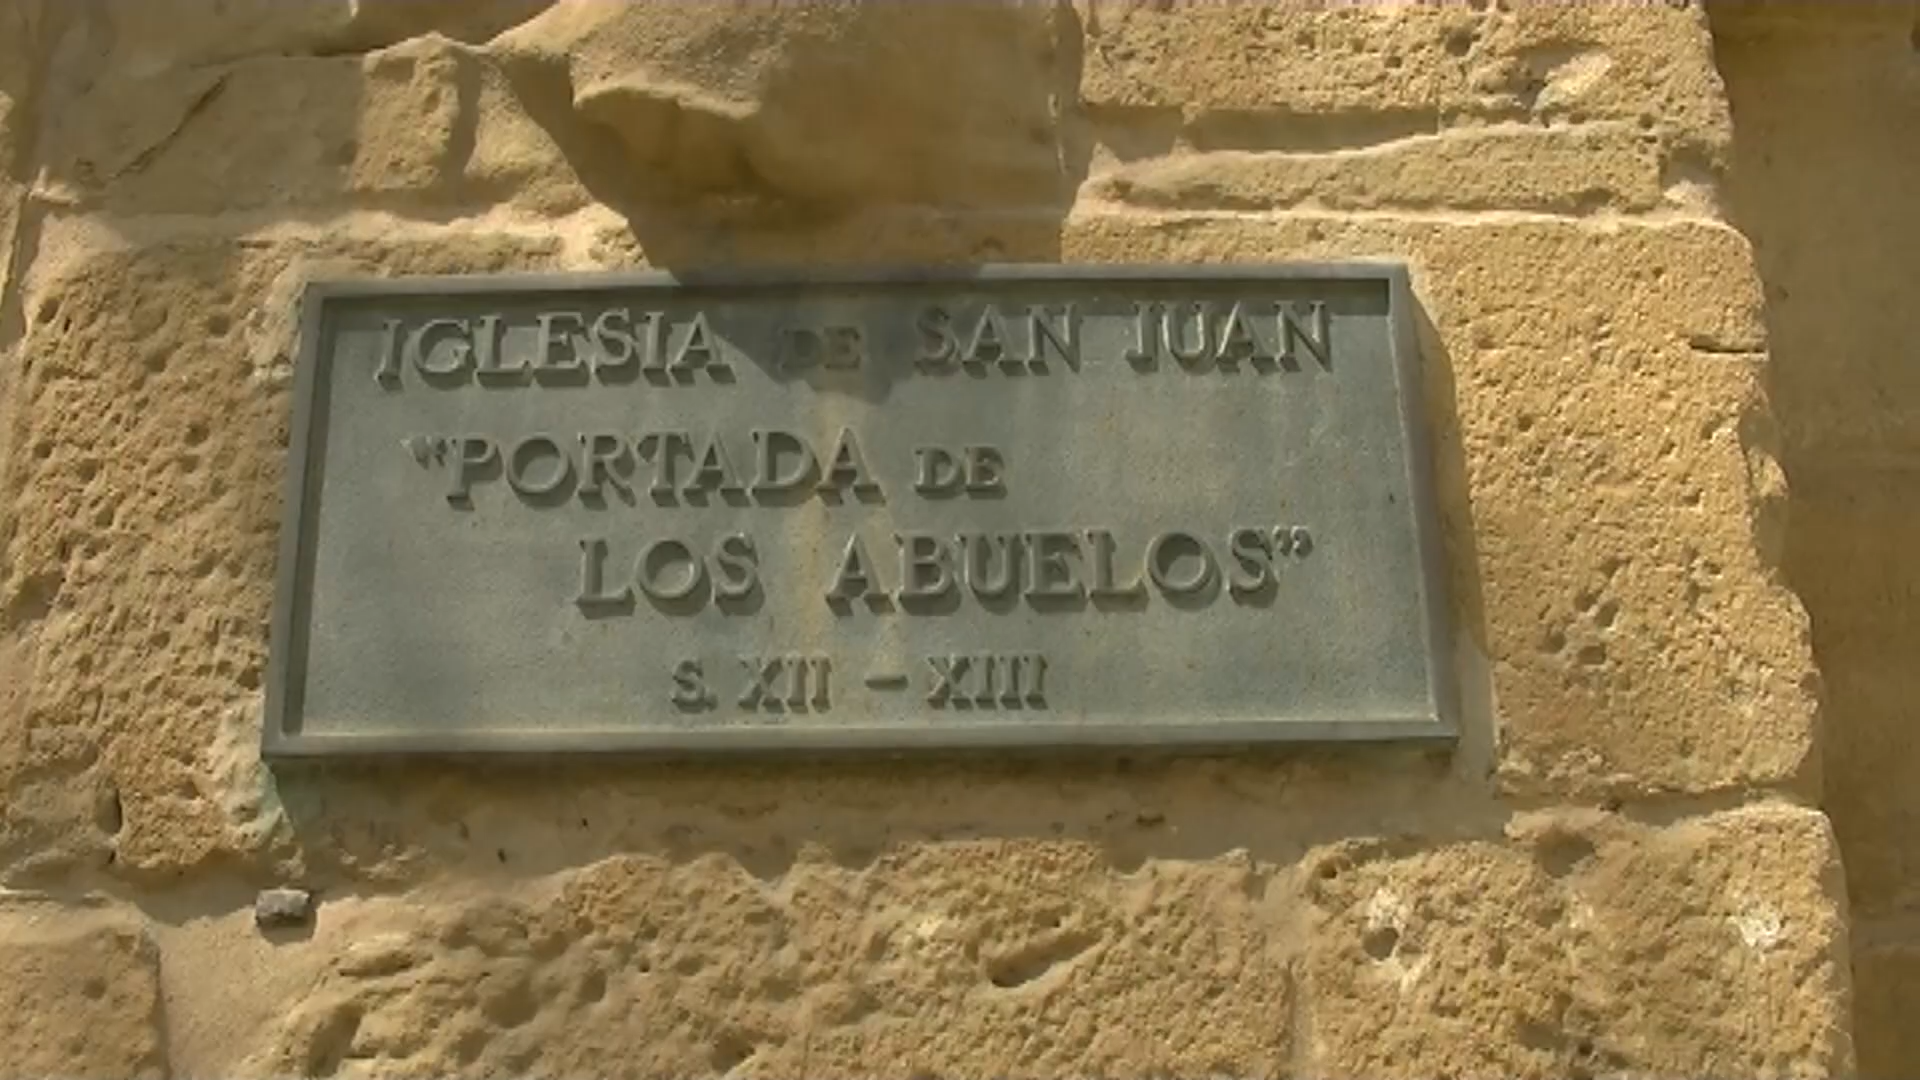 IGLESIA DE SAN JUAN
“PORTADA DE
LOS ABUELOS”
S. XII – XIII